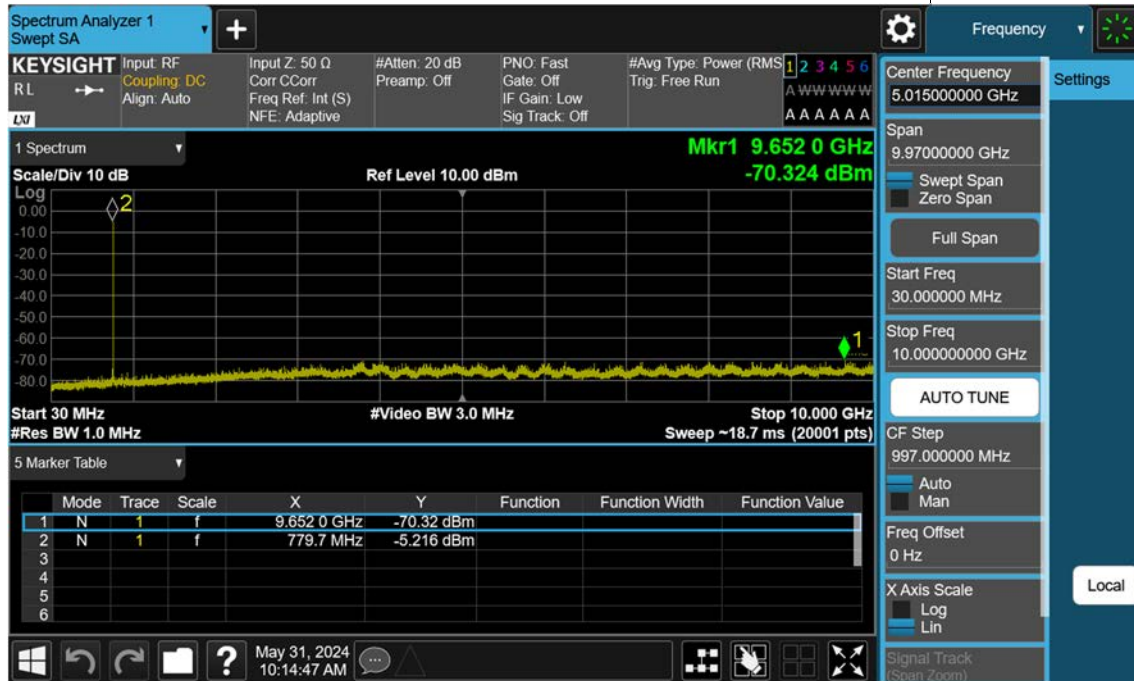 Spectrum Analyzer 1
Swept SA
Frequency
KEYSIGHT
R L
LXI
Input: RF
Coupling: DC
Align: Auto
Input Z: 50 Ω
Corr CCorr
Freq Ref: Int (S)
NFE: Adaptive
#Atten: 20 dB
Preamp: Off
PNO: Fast
Gate: Off
IF Gain: Low
Sig Track: Off
#Avg Type: Power (RMS
Trig: Free Run
1 2 3 4 5 6
A W W W W W
A A A A A A
1 Spectrum
Scale/Div 10 dB
Ref Level 10.00 dBm
Mkr1 9.652 0 GHz
-70.324 dBm
Log
0.00
-10.0
-20.0
-30.0
-40.0
-50.0
-60.0
-70.0
-80.0
2
1
Start 30 MHz
#Video BW 3.0 MHz
Stop 10.000 GHz
#Res BW 1.0 MHz
Sweep ~18.7 ms (20001 pts)
5 Marker Table
Mode Trace Scale X Y Function Function Width Function Value
1 N 1 f 9.652 0 GHz -70.32 dBm
2 N 1 f 779.7 MHz -5.216 dBm
3
4
5
6
?
May 31, 2024
10:14:47 AM
Center Frequency
5.015000000 GHz
Span
9.97000000 GHz
Swept Span
Zero Span
Full Span
Start Freq
30.000000 MHz
Stop Freq
10.000000000 GHz
AUTO TUNE
CF Step
997.000000 MHz
Auto
Man
Freq Offset
0 Hz
X Axis Scale
Log
Lin
Signal Track
(Span Zoom)
Settings
Local